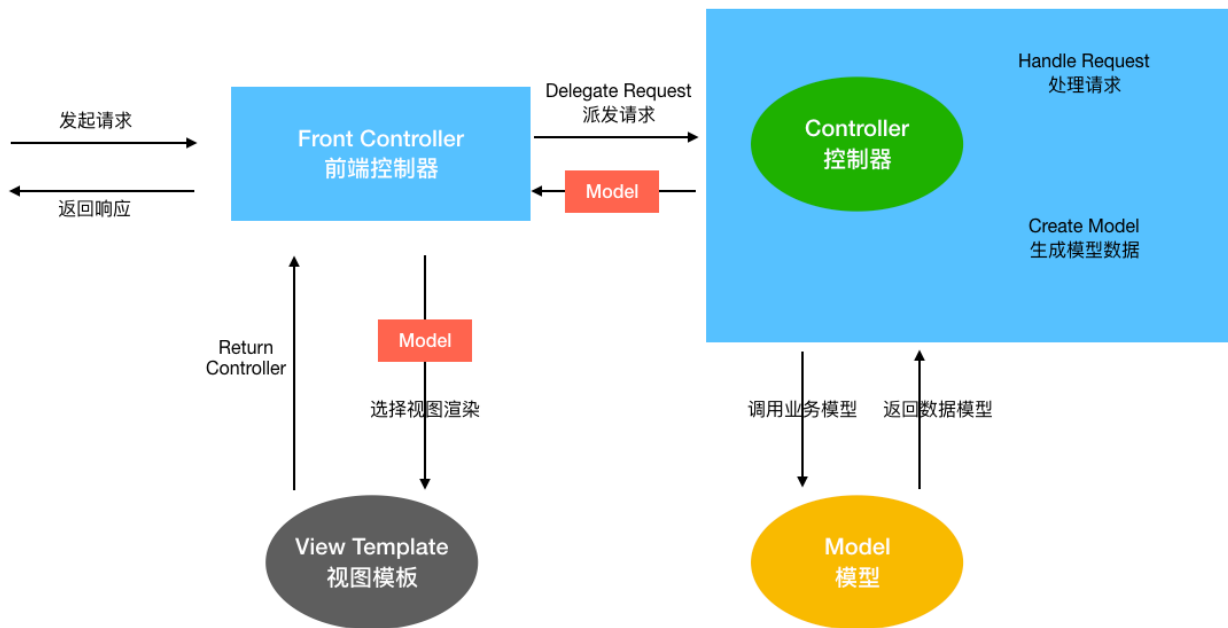 发起请求
返回响应
Front Controller
前端控制器
Delegate Request
派发请求
Model
Controller
控制器
Handle Request
处理请求
Create Model
生成模型数据
Return
Controller
Model
选择视图渲染
调用业务模型
返回数据模型
View Template
视图模板
Model
模型